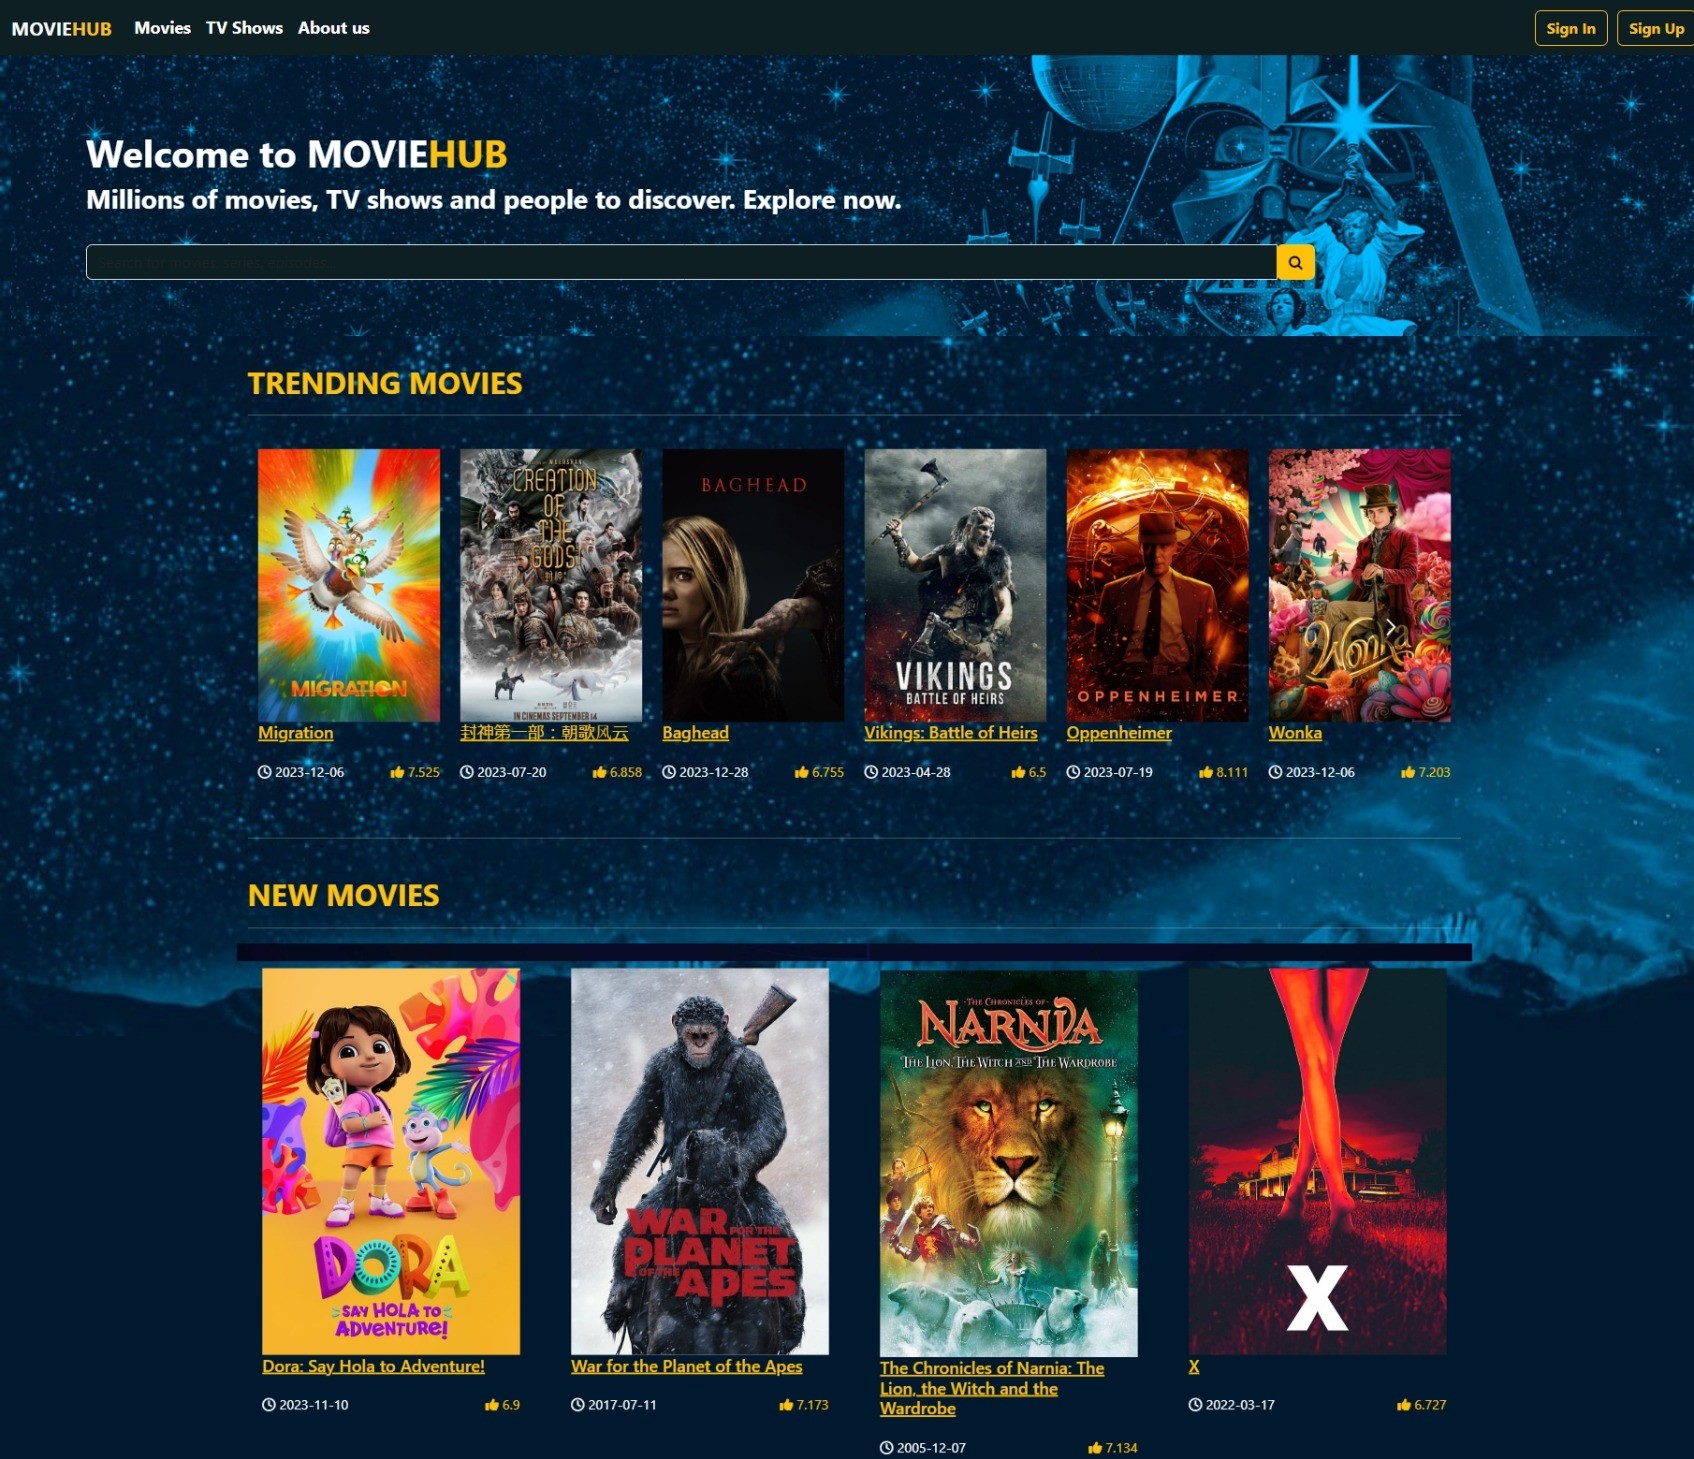 MOVIEHUB Movies TV Shows About us Sign In Sign Up
Welcome to MOVIEHUB
Millions of movies, TV shows and people to discover. Explore now.
TRENDING MOVIES
MIGRATION
CREATION
OF
THE
GODS
IN CINEMAS SEPTEMBER 14
BAGHEAD
VIKINGS
BATTLE OF HEIRS
OPPENHEIMER
Wonka
Migration
封神第一部：朝歌风云
Baghead
Vikings: Battle of Heirs
Oppenheimer
Wonka
2023-12-06 7.525
2023-07-20 6.858
2023-12-28 6.755
2023-04-28 6.5
2023-07-19 8.111
2023-12-06 7.203
NEW MOVIES
DORA
SAY HOLA TO
ADVENTURE!
WAR FOR THE
PLANET
OF THE APES
THE CHRONICLES OF
NARNIA
THE LION, THE WITCH AND THE WARDROBE
X
Dora: Say Hola to Adventure!
2023-11-10 6.9
War for the Planet of the Apes
2017-07-11 7.173
The Chronicles of Narnia: The
Lion, the Witch and the
Wardrobe
2005-12-07 7.134
X
2022-03-17 6.727